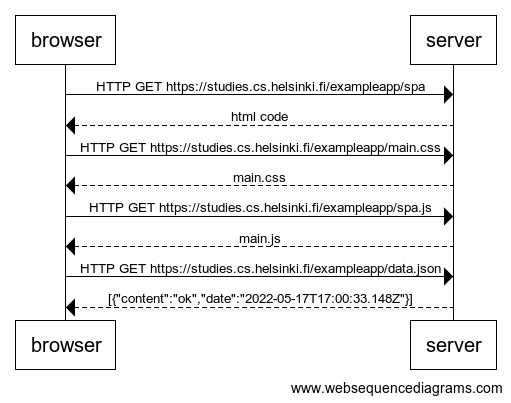 browser server
HTTP GET https://studies.cs.helsinki.fi/exampleapp/spa
html code
HTTP GET https://studies.cs.helsinki.fi/exampleapp/main.css
main.css
HTTP GET https://studies.cs.helsinki.fi/exampleapp/spa.js
main.js
HTTP GET https://studies.cs.helsinki.fi/exampleapp/data.json
[{"content":"ok","date":"2022-05-17T17:00:33.148Z"}]
browser server
www.websequencediagrams.com